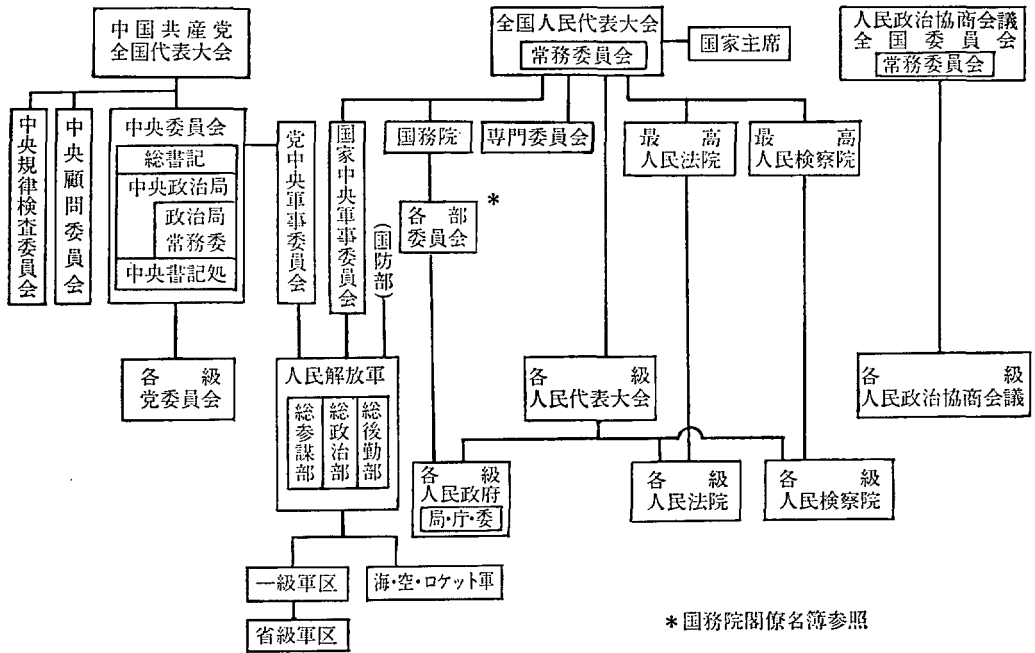 中国共産党
全国代表大会
全国人民代表大会
常務委員会
国家主席
人民政治協商会議
全国委員会
常務委員会
中央規律検査委員会
中央顧問委員会
中央委員会
総書記
中央政治局
政治局
常務委
中央書記処
党中央軍事委員会
国家中央軍事委員会
(国防部)
国務院
専門委員会
最高
人民法院
最高
人民検察院
各部
委員会
*
各級
党委員会
人民解放軍
総参謀部
総政治部
総後勤部
各級
人民代表大会
各級
人民政治協商会議
各級
人民政府
局・庁・委
各級
人民法院
各級
人民検察院
一級軍区
海・空・ロケット軍
省級軍区
*国務院閣僚名簿参照